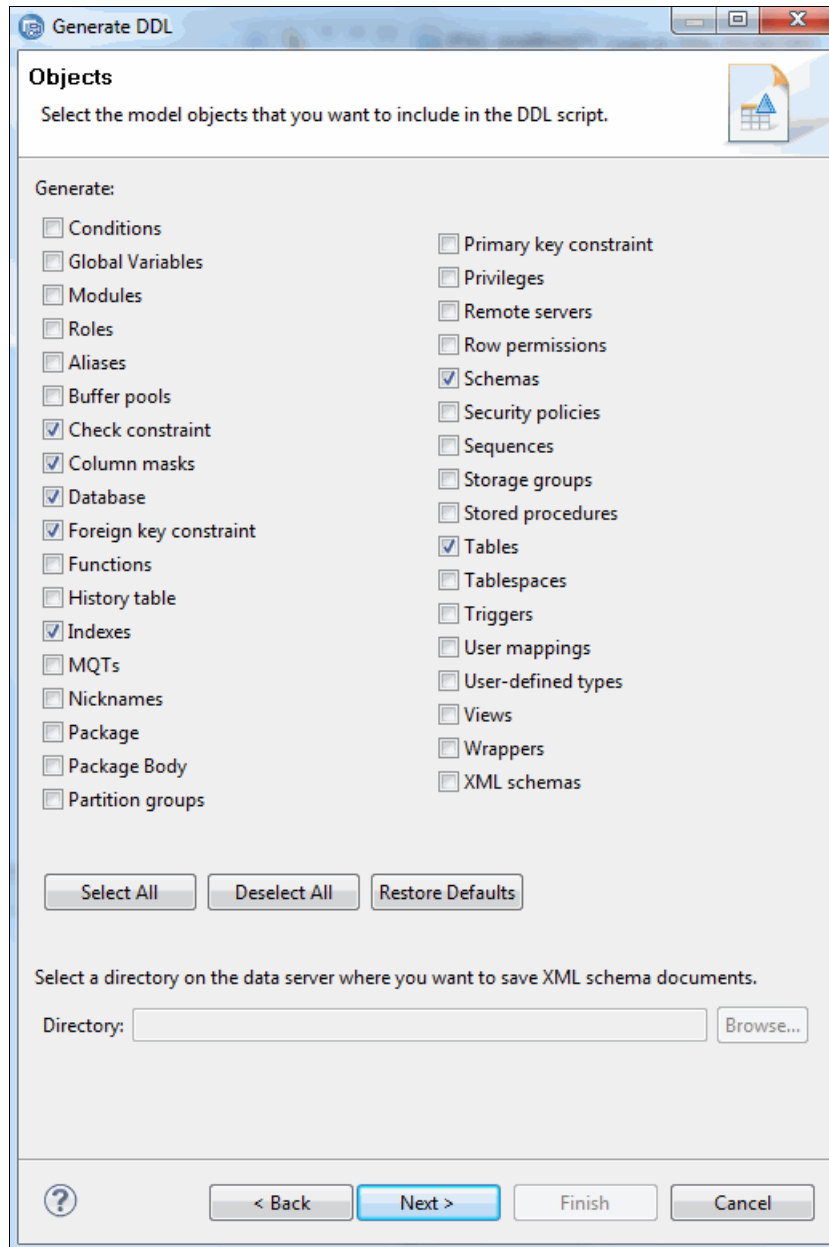 Generate DDL
Objects
Select the model objects that you want to include in the DDL script.
Generate:
Conditions
Global Variables
Modules
Roles
Aliases
Buffer pools
Check constraint
Column masks
Database
Foreign key constraint
Functions
History table
Indexes
MQTs
Nicknames
Package
Package Body
Partition groups
Primary key constraint
Privileges
Remote servers
Row permissions
Schemas
Security policies
Sequences
Storage groups
Stored procedures
Tables
Tablespaces
Triggers
User mappings
User-defined types
Views
Wrappers
XML schemas
Select All Deselect All Restore Defaults
Select a directory on the data server where you want to save XML schema documents.
Directory: Browse...
? < Back Next > Finish Cancel